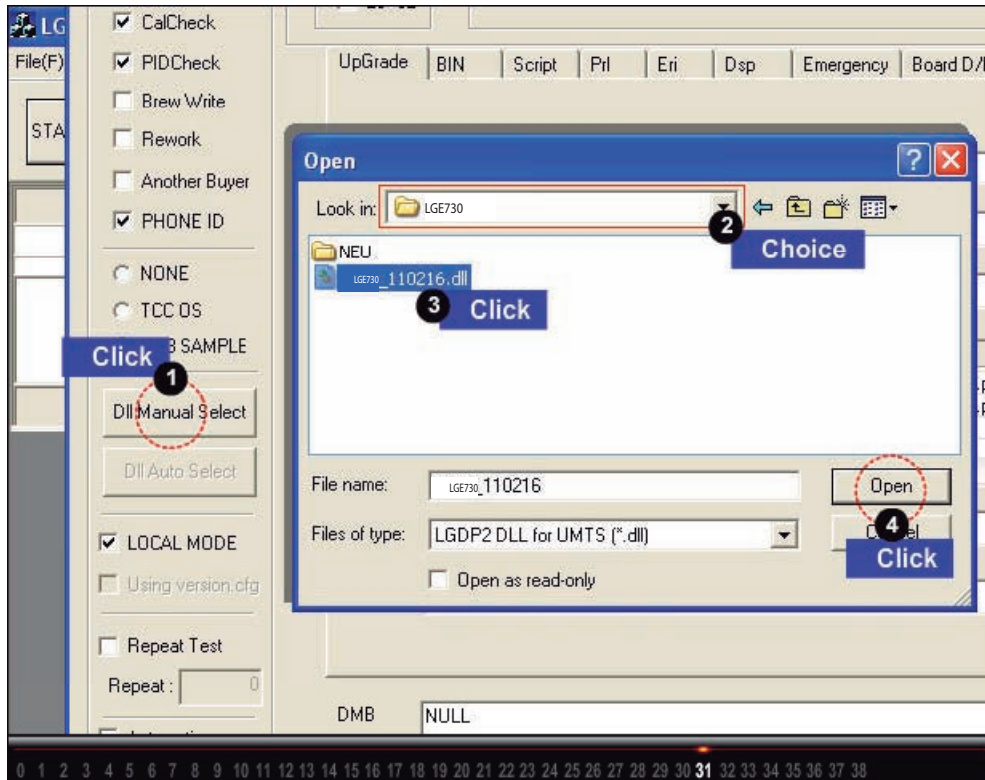 LG
File(F)
STA
CalCheck
PIDCheck
Brew Write
Rework
Another Buyer
PHONE ID
NONE
TCC OS
SAMPLE
Click
1
Dll Manual Select
Dll Auto Select
LOCAL MODE
Using version.cfg
Repeat Test
Repeat : 0
UpGrade BIN Script Prl Eri Dsp Emergency Board D/
Open
Look in: LGE730
2
Choice
NEU
LGE730_110216.dll
3 Click
File name: LGE730_110216
Open
Files of type: LGDP2 DLL for UMTS (*.dll)
4
Click
Open as read-only
DMB NULL
0 1 2 3 4 5 6 7 8 9 10 11 12 13 14 15 16 17 18 19 20 21 22 23 24 25 26 27 28 29 30 31 32 33 34 35 36 37 38